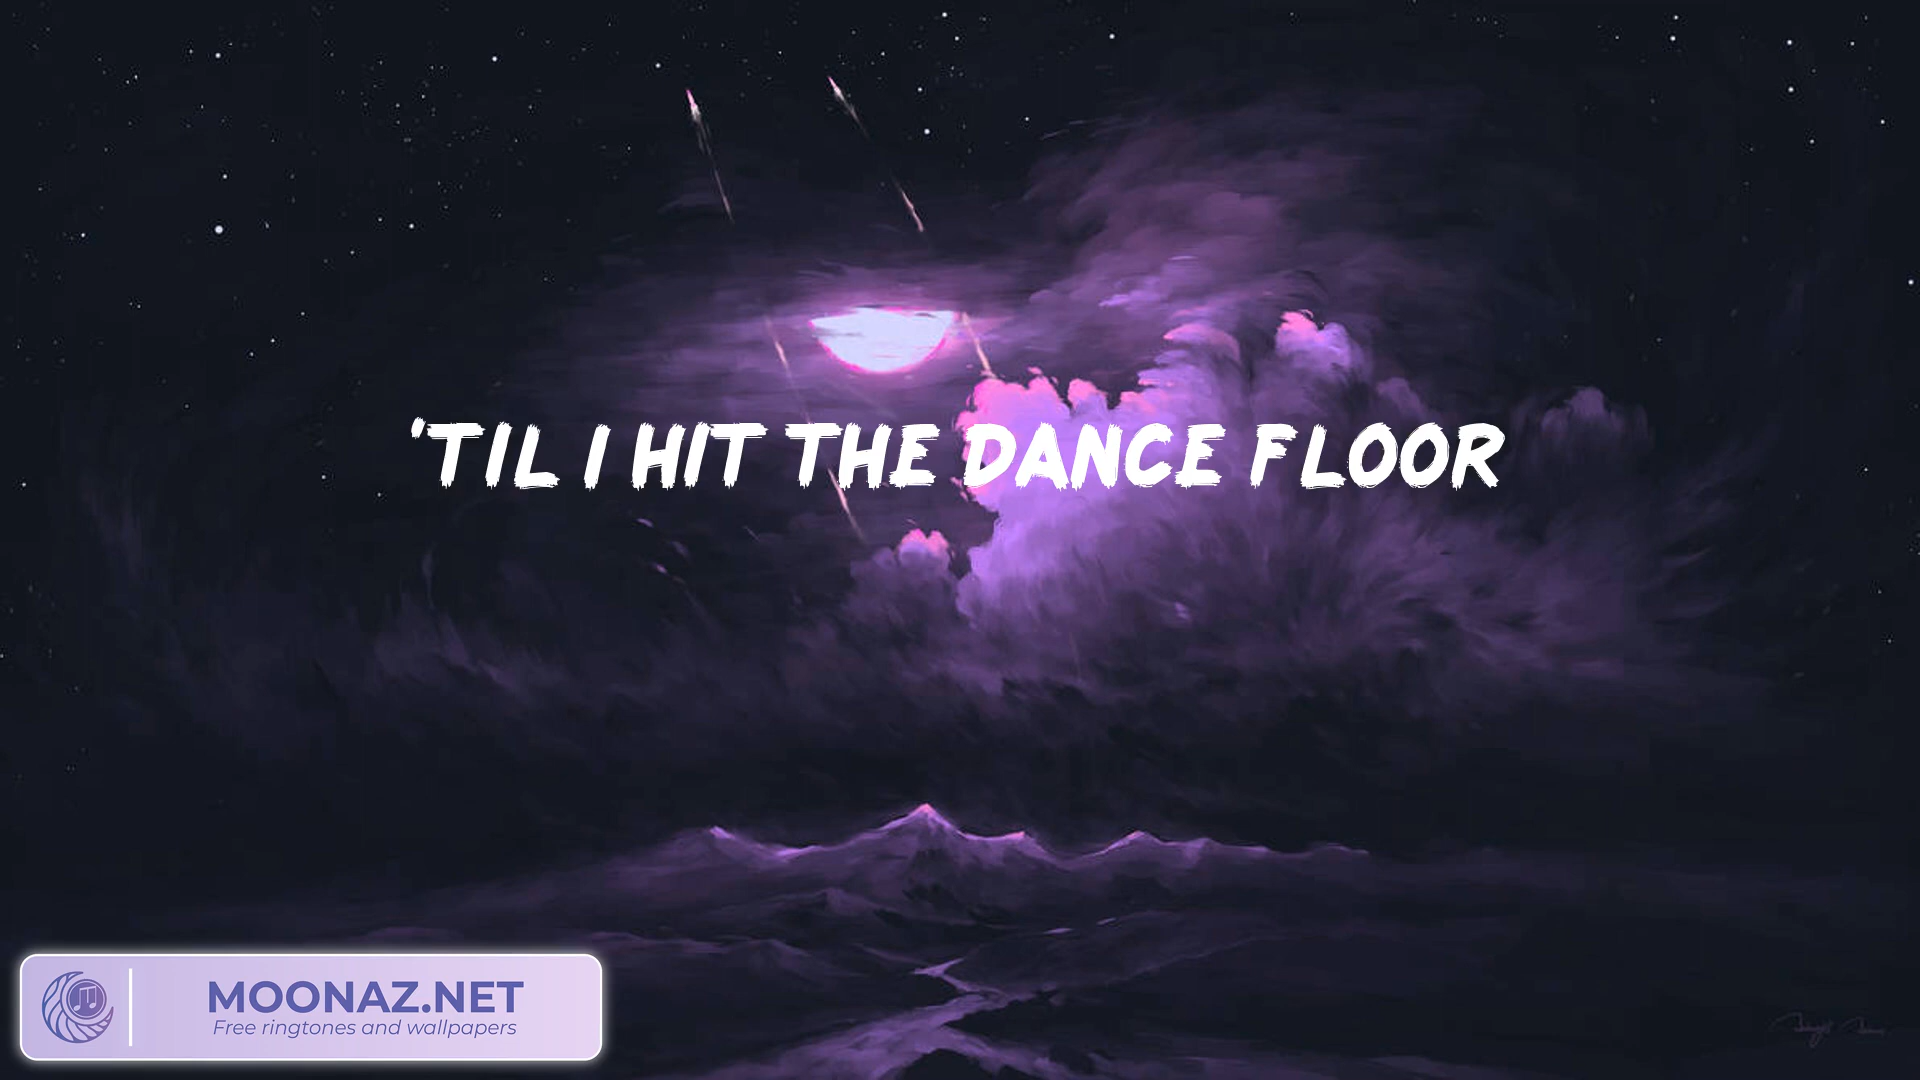 'TIL I HIT THE DANCE FLOOR
MOONAZ.NET
Free ringtones and wallpapers